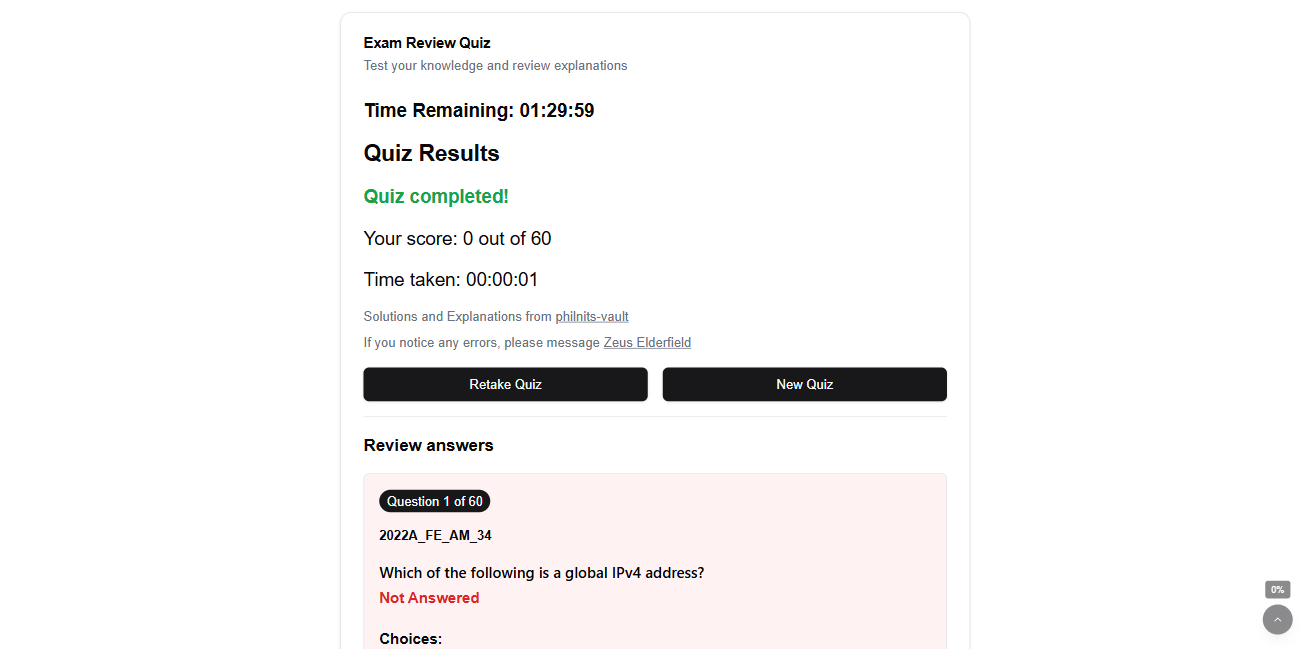 Exam Review Quiz
Test your knowledge and review explanations
Time Remaining: 01:29:59
Quiz Results
Quiz completed!
Your score: 0 out of 60
Time taken: 00:00:01
Solutions and Explanations from philnits-vault
If you notice any errors, please message Zeus Elderfield
Retake Quiz
New Quiz
Review answers
Question 1 of 60
2022A_FE_AM_34
Which of the following is a global IPv4 address?
Not Answered
Choices:
0%